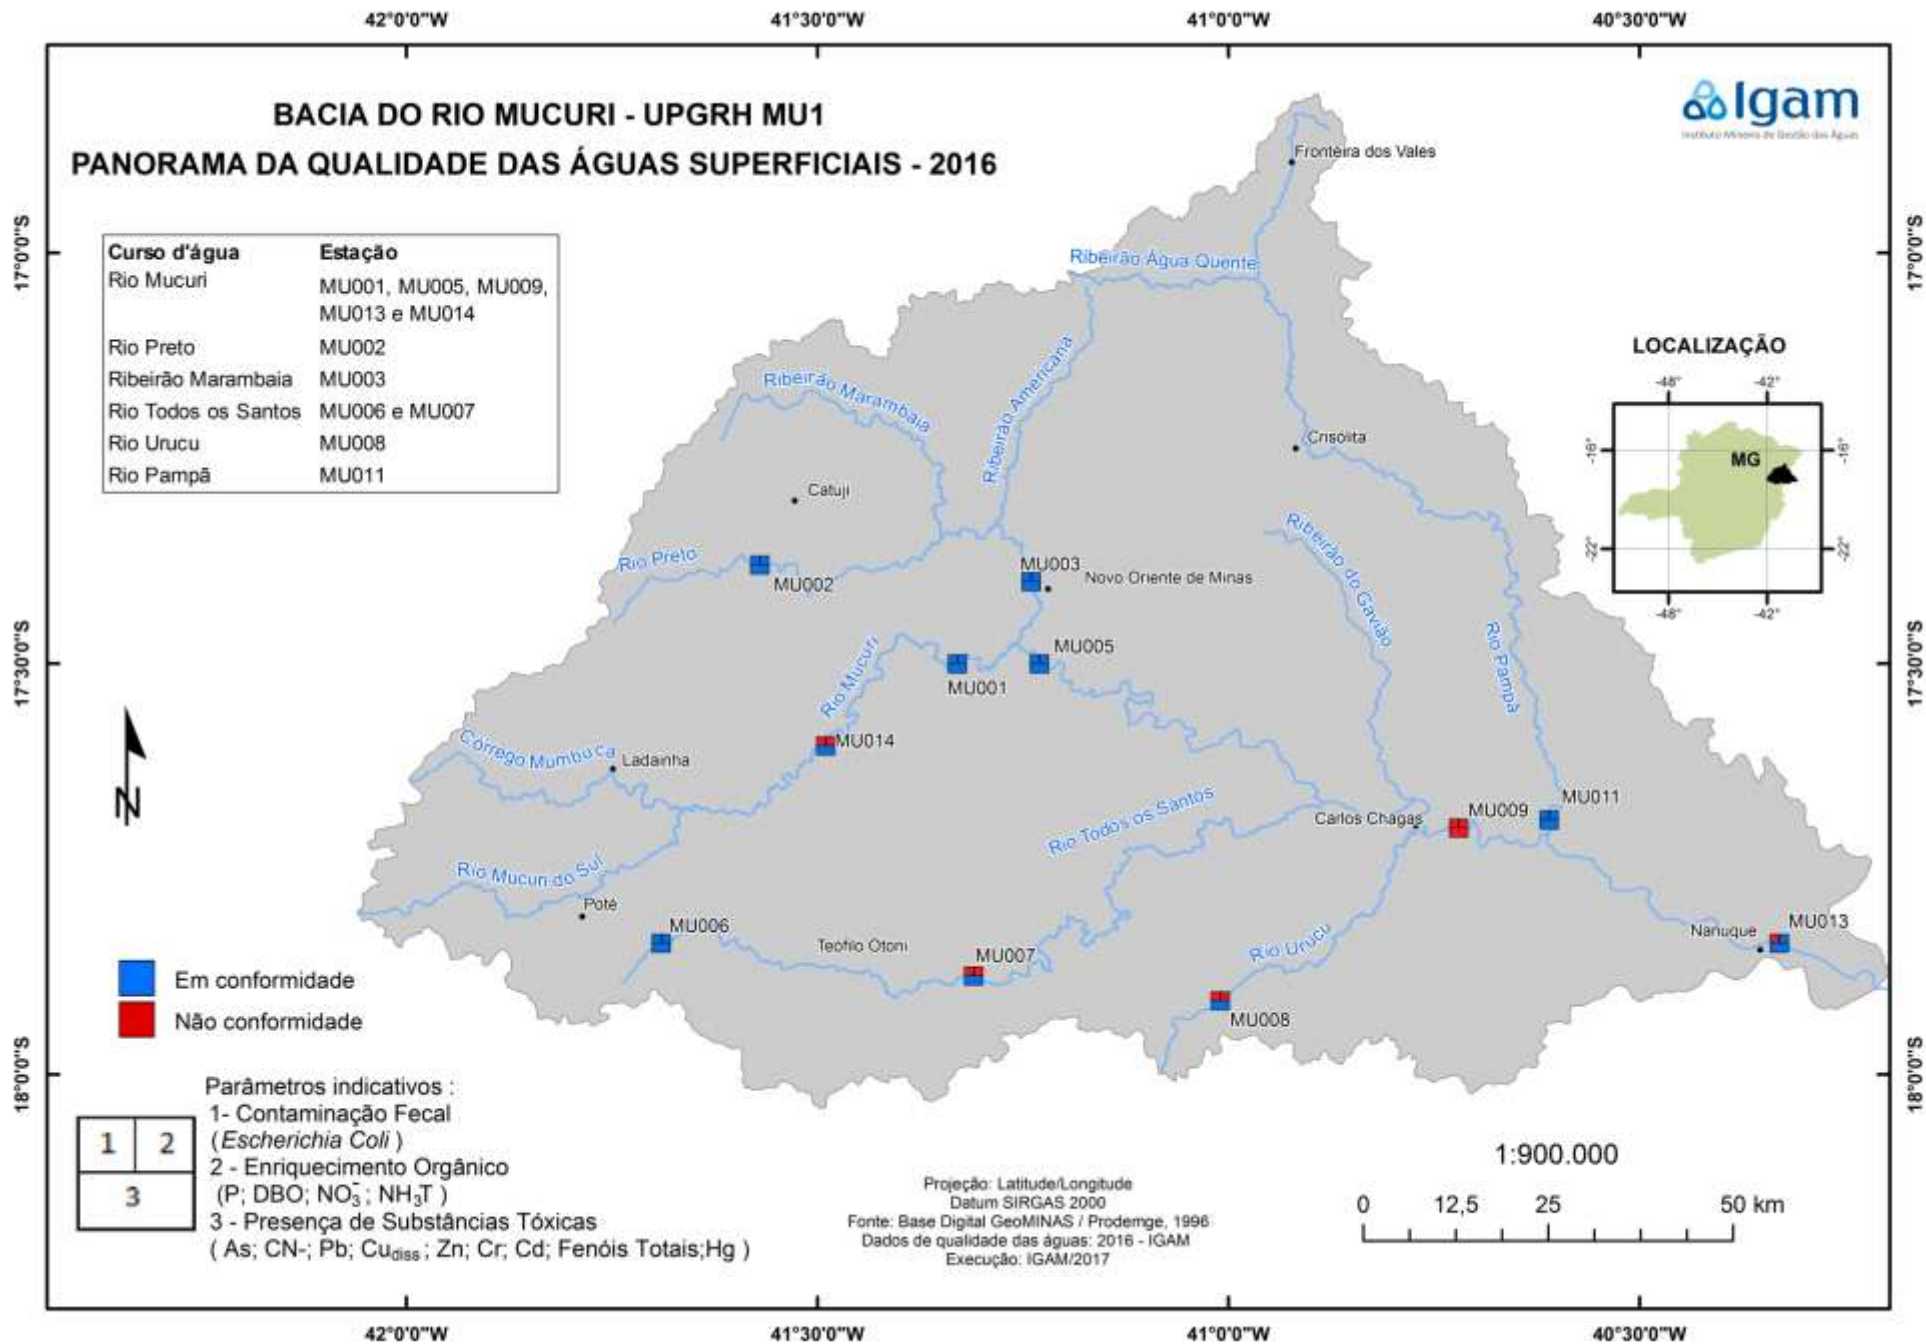 42°0'0"W 41°30'0"W 41°0'0"W 40°30'0"W
BACIA DO RIO MUCURI - UPGRH MU1
PANORAMA DA QUALIDADE DAS ÁGUAS SUPERFICIAIS - 2016
Igam
Instituto Mineiro de Gestão das Águas
Curso d'água Estação
Rio Mucuri MU001, MU005, MU009,
MU013 e MU014
Rio Preto MU002
Ribeirão Marambaia MU003
Rio Todos os Santos MU006 e MU007
Rio Urucu MU008
Rio Pampã MU011
17°0'0"S
17°30'0"S
18°0'0"S
Fronteira dos Vales
Ribeirão Água Quente
Ribeirão Marambaia
Ribeirão Americana
Crisólita
Catuji
Rio Preto
MU002
MU003
Novo Oriente de Minas
Ribeirão do Gavião
Rio Pampã
Rio Mucuri
MU001
MU005
MU014
Córrego Mumbuca
Ladainha
Rio Todos os Santos
Carlos Chagas
MU009
MU011
Rio Mucuri do Sul
Poté
MU006
Teófilo Otoni
MU007
Rio Urucu
MU008
Nanuque
MU013
LOCALIZAÇÃO
-48° -42°
-16° MG -16°
-22° -22°
-48° -42°
17°0'0"S
17°30'0"S
18°0'0"S
N
Em conformidade
Não conformidade
Parâmetros indicativos :
1 2
3
1- Contaminação Fecal
(Escherichia Coli )
2 - Enriquecimento Orgânico
(P; DBO; NO₃⁻; NH₃T )
3 - Presença de Substâncias Tóxicas
( As; CN-; Pb; Cudiss ; Zn; Cr; Cd; Fenóis Totais;Hg )
Projeção: Latitude/Longitude
Datum SIRGAS 2000
Fonte: Base Digital GeoMINAS / Prodemge, 1996
Dados de qualidade das águas: 2016 - IGAM
Execução: IGAM/2017
1:900.000
0 12,5 25 50 km
42°0'0"W 41°30'0"W 41°0'0"W 40°30'0"W